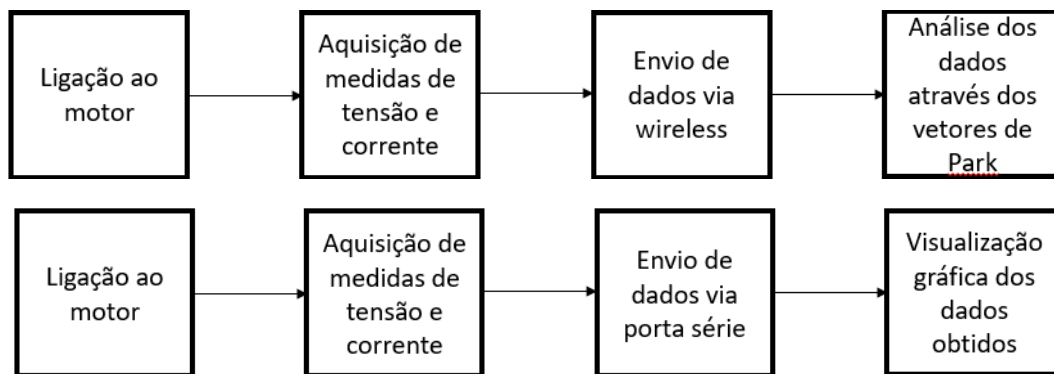 Ligação ao
motor
Aquisição de
medidas de
tensão e
corrente
Envio de
dados via
wireless
Análise dos
dados
através dos
vetores de
Park
Ligação ao
motor
Aquisição de
medidas de
tensão e
corrente
Envio de
dados via
porta série
Visualização
gráfica dos
dados
obtidos